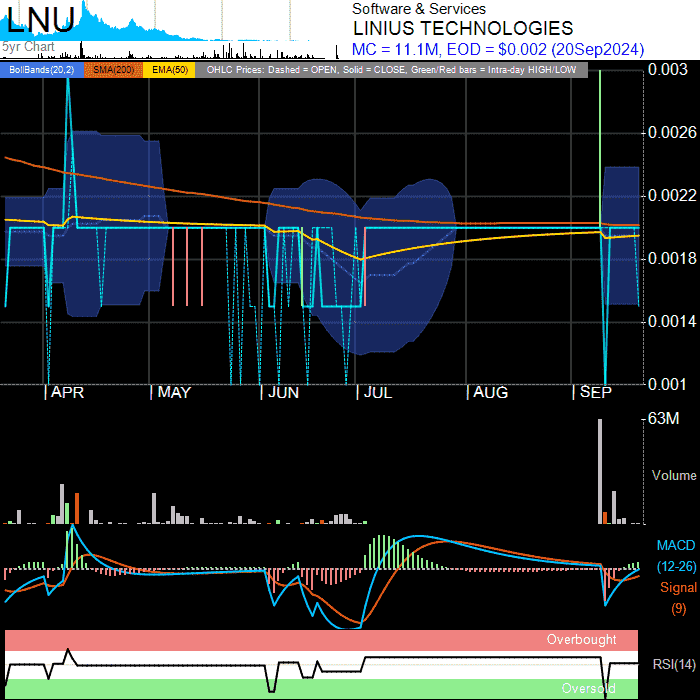 LNU
Software & Services
LINIUS TECHNOLOGIES
5yr Chart
MC = 11.1M, EOD = $0.002 (20Sep2024)
BollBands(20,2) SMA(200) EMA(50) OHLC Prices: Dashed = OPEN, Solid = CLOSE, Green/Red bars = Intra-day HIGH/LOW
0.003
0.0026
0.0022
0.0018
0.0014
0.001
APR MAY JUN JUL AUG SEP
63M
Volume
MACD
(12-26)
Signal
(9)
Overbought
RSI(14)
Oversold